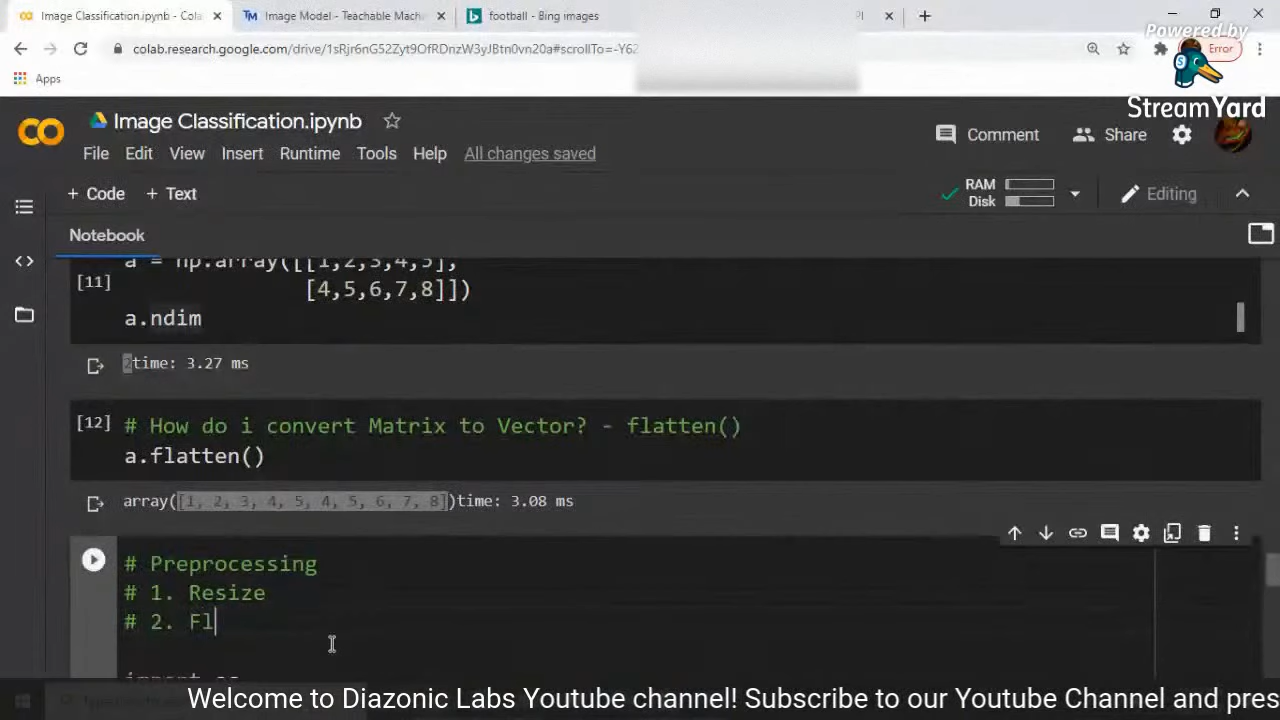 Image Classification.ipynb - Cola
Image Model - Teachable Mach
football - Bing images
Powered by
colab.research.google.com/drive/1sRjr6nG52Zyt9OfRDnzW3yJBtn0vn20a#scrollTo=-Y62
Error
Apps
StreamYard
Image Classification.ipynb
File Edit View Insert Runtime Tools Help All changes saved
Comment Share
+ Code + Text
RAM
Disk
Editing
Notebook
a = np.array([[1,2,3,4,5],
[11]
[4,5,6,7,8]])
a.ndim
2time: 3.27 ms
[12] # How do i convert Matrix to Vector? - flatten()
a.flatten()
array([1, 2, 3, 4, 5, 4, 5, 6, 7, 8])time: 3.08 ms
# Preprocessing
# 1. Resize
# 2. Fl
import os
Welcome to Diazonic Labs Youtube channel! Subscribe to our Youtube Channel and pres